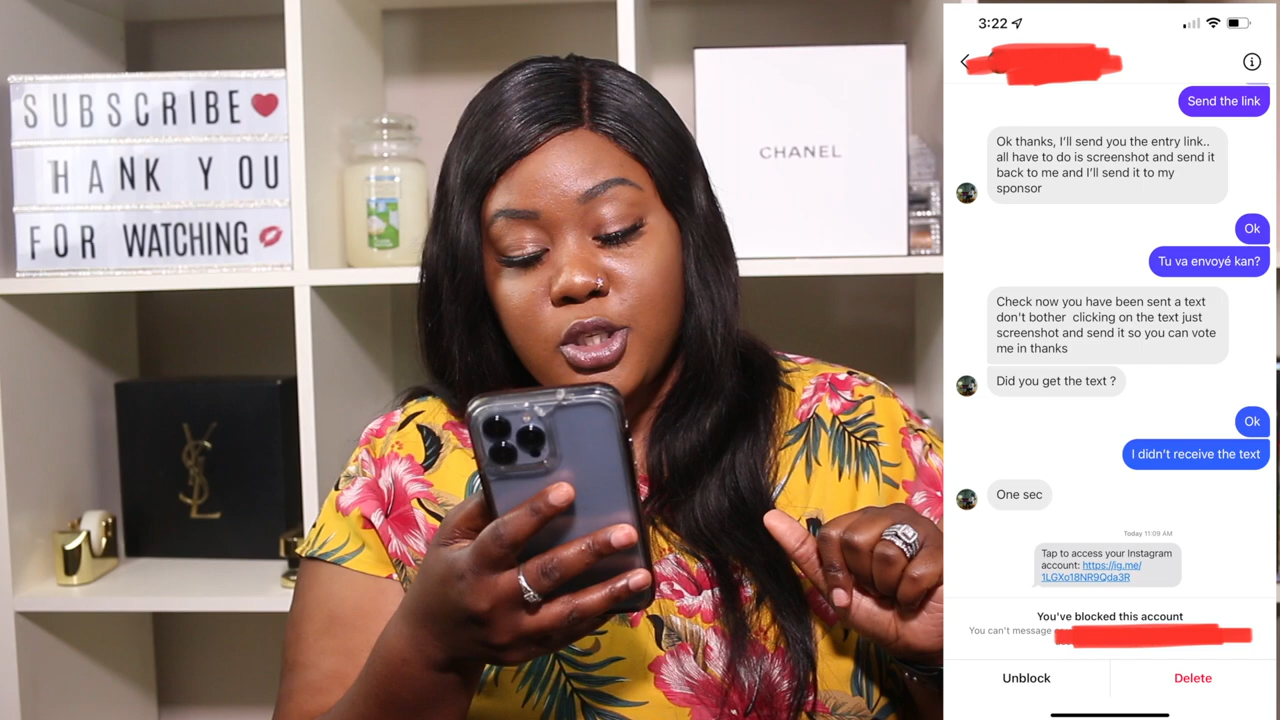 SUBSCRIBE
THANK YOU
FOR WATCHING
CHANEL
YSL
3:22
Send the link
Ok thanks, I'll send you the entry link..
all have to do is screenshot and send it
back to me and I'll send it to my
sponsor
Ok
Tu va envoyé kan?
Check now you have been sent a text
don't bother clicking on the text just
screenshot and send it so you can vote
me in thanks
Did you get the text ?
Ok
I didn't receive the text
One sec
Today 11:09 AM
Tap to access your Instagram
account: https://ig.me/
1LGXo18NR9Qda3R
You've blocked this account
You can't message
Unblock
Delete